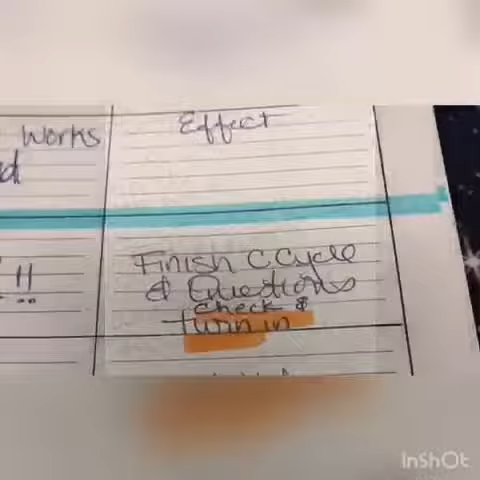 Works
Effect
d
!!
Finish C Cycle
& Questions
check &
turn in
InShOt